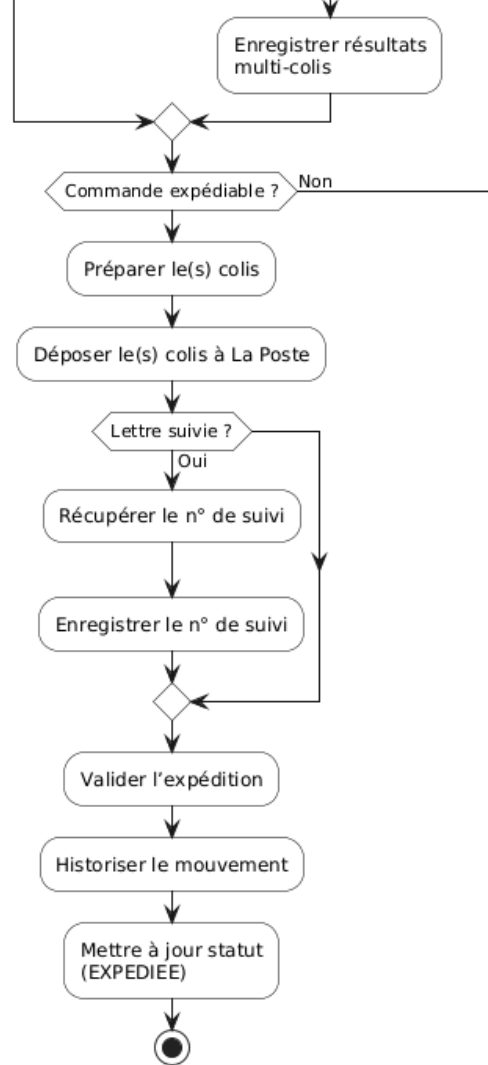 Enregistrer résultats
multi-colis
Commande expédiable ?
Non
Préparer le(s) colis
Déposer le(s) colis à La Poste
Lettre suivie ?
Oui
Récupérer le n° de suivi
Enregistrer le n° de suivi
Valider l’expédition
Historiser le mouvement
Mettre à jour statut
(EXPEDIEE)